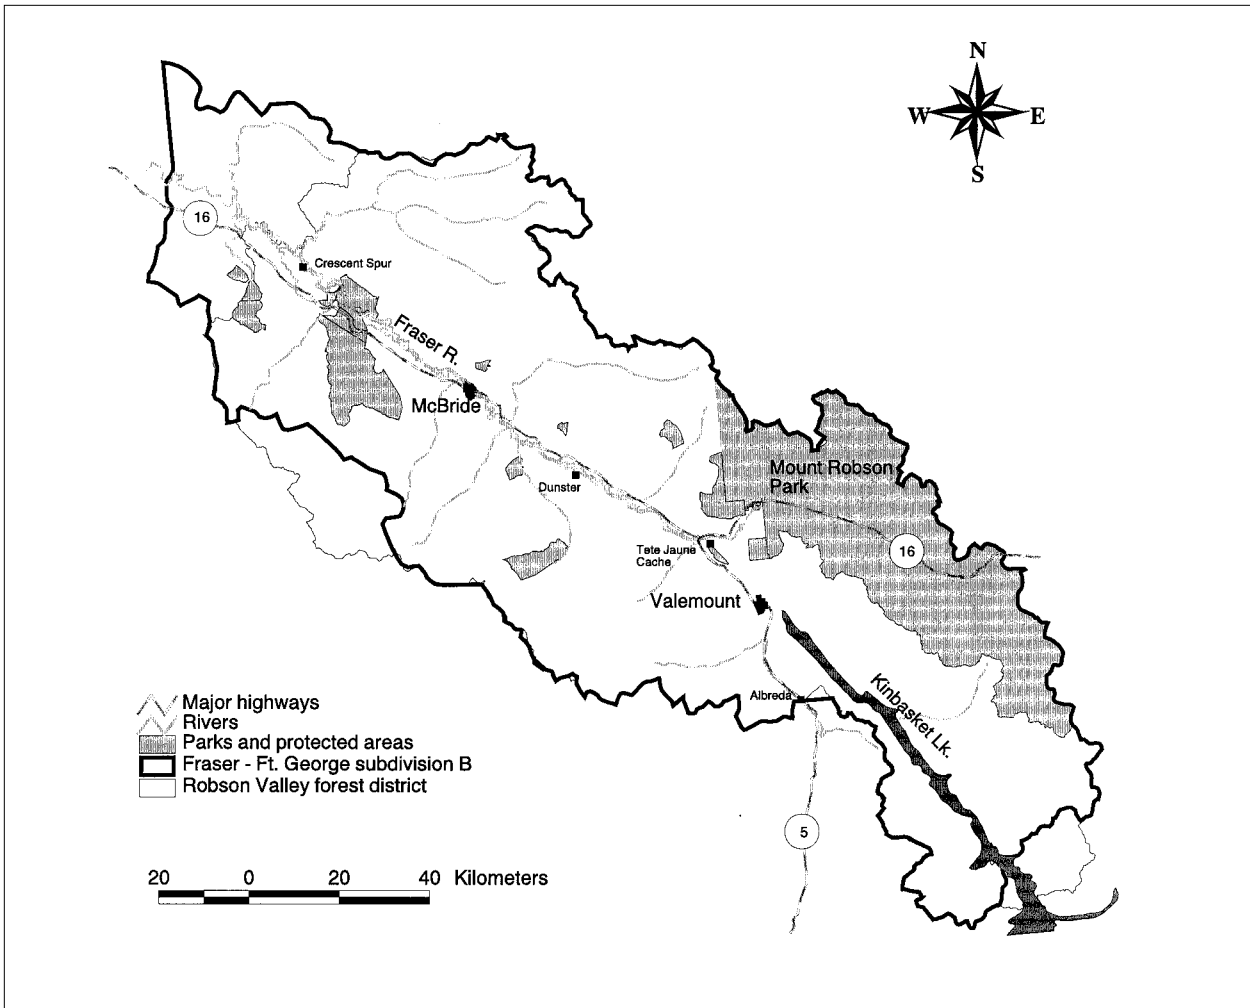 N
W E
S
16
Crescent Spur
Fraser R.
McBride
Mount Robson
Park
Dunster
Tete Jaune
Cache
16
Valemount
Albreda
Kinbasket Lk.
Major highways
Rivers
Parks and protected areas
Fraser - Ft. George subdivision B
Robson Valley forest district
5
20 0 20 40 Kilometers